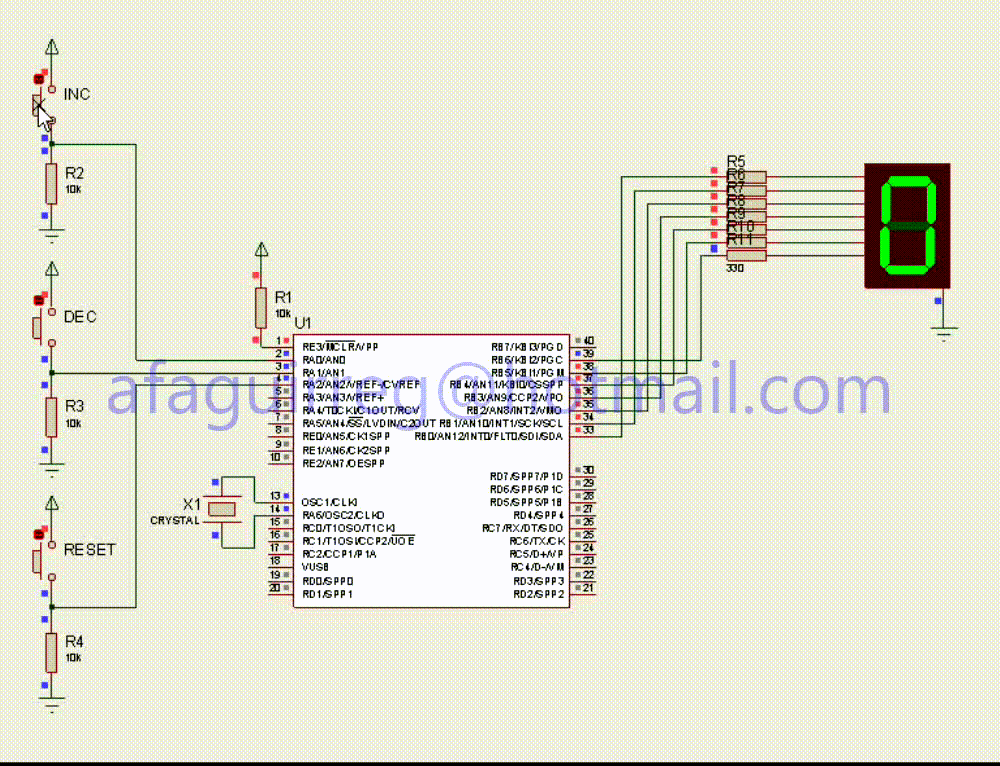 INC
R2
10k
DEC
R3
10k
RESET
R4
10k
R1
10k
U1
1 RE3/MCLR/VPP
2 RA0/AN0
3 RA1/AN1
4 RA2/AN2/VREF-/CVREF
5 RA3/AN3/VREF+
6 RA4/T0CKI/C1OUT/RCV
7 RA5/AN4/SS/LVDIN/C2OUT
8 RE0/AN5/CK1SPP
9 RE1/AN6/CK2SPP
10 RE2/AN7/OESPP
13 OSC1/CLKI
14 RA6/OSC2/CLKO
15 RC0/T1OSO/T1CKI
16 RC1/T1OSI/CCP2/UOE
17 RC2/CCP1/P1A
18 VUSB
19 RD0/SPP0
20 RD1/SPP1
RB7/KBI3/PGD 40
RB6/KBI2/PGC 39
RB5/KBI1/PGM 38
RB4/AN11/KBI0/CSSPP 37
RB3/AN9/CCP2/VPO 36
RB2/AN8/INT2/VMO 35
RB1/AN10/INT1/SCK/SCL 34
RB0/AN12/INT0/FLT0/SDI/SDA 33
RD7/SPP7/P1D 30
RD6/SPP6/P1C 29
RD5/SPP5/P1B 28
RD4/SPP4 27
RC7/RX/DT/SDO 26
RC6/TX/CK 25
RC5/D+/VP 24
RC4/D-/VM 23
RD3/SPP3 22
RD2/SPP2 21
X1
CRYSTAL
R5
R6
R7
R8
R9
R10
R11
330
0
afaguirreg@hotmail.com